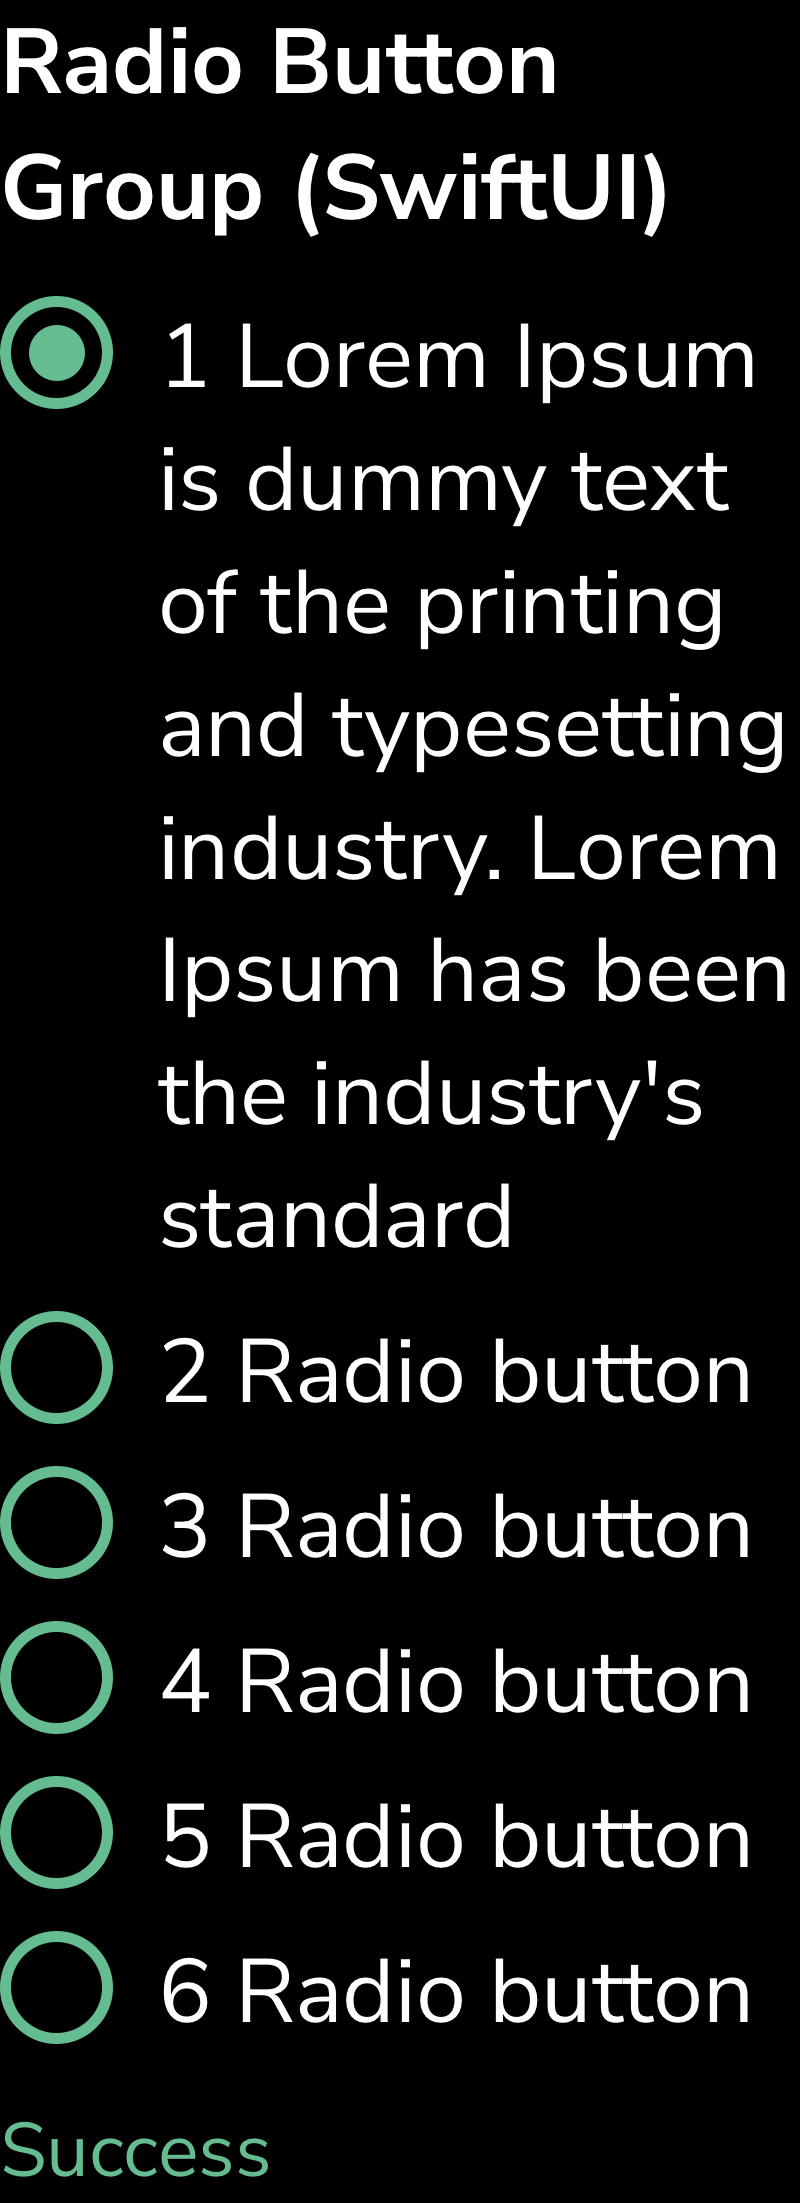 Radio Button
Group (SwiftUI)
1 Lorem Ipsum
is dummy text
of the printing
and typesetting
industry. Lorem
Ipsum has been
the industry's
standard
2 Radio button
3 Radio button
4 Radio button
5 Radio button
6 Radio button
Success